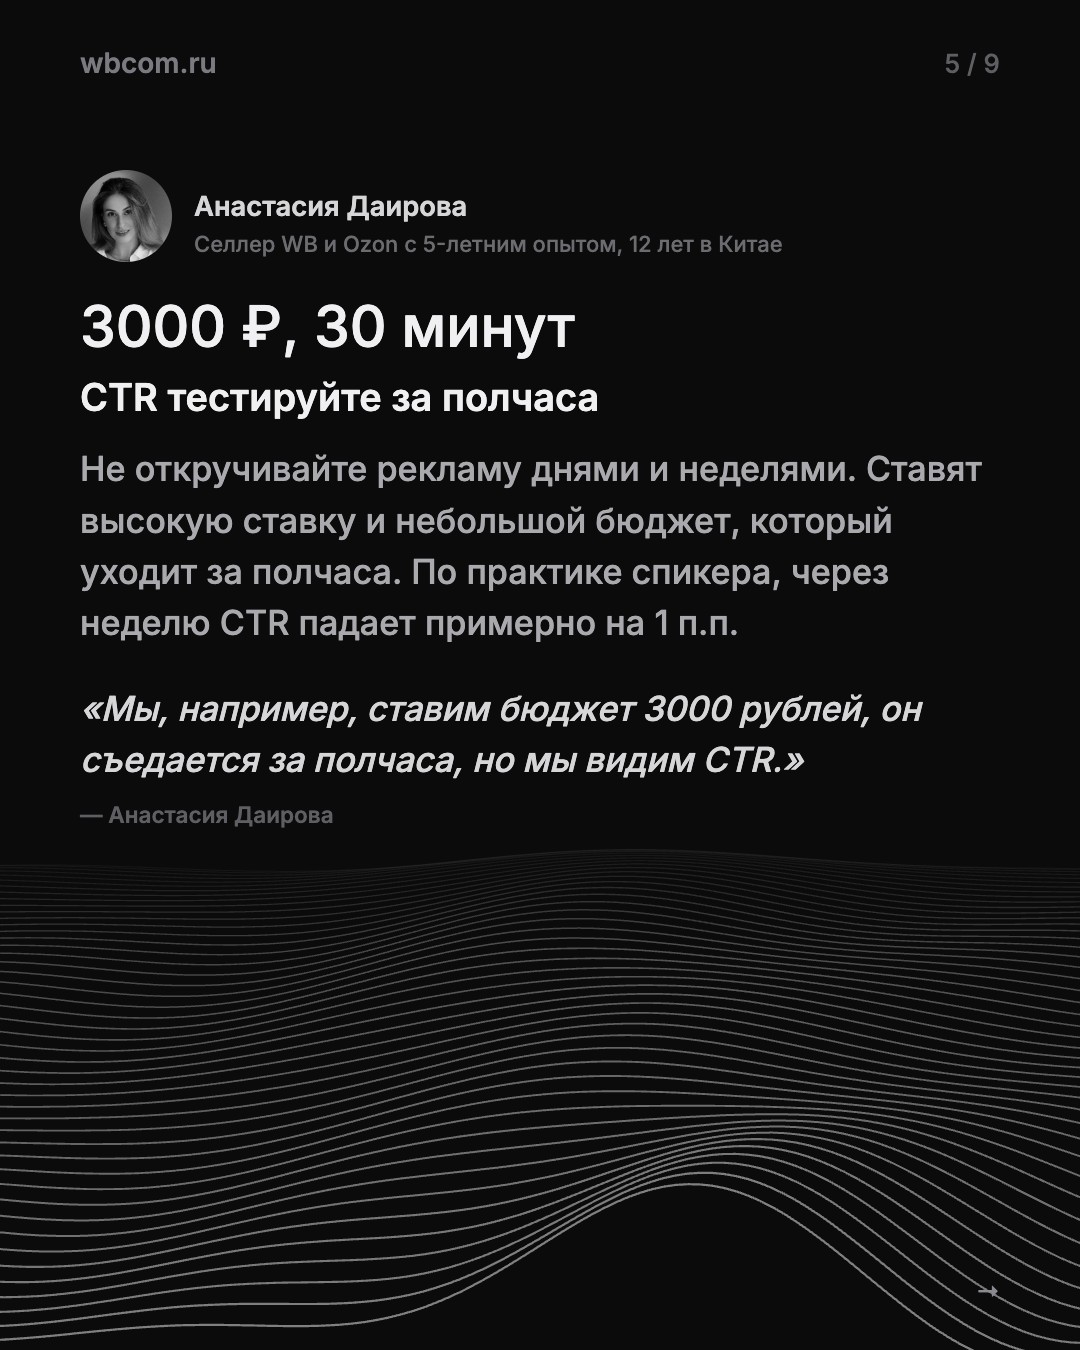 wbcom.ru
5 / 9
Анастасия Даирова
Селлер WB и Ozon с 5-летним опытом, 12 лет в Китае
3000 ₽, 30 минут
CTR тестируйте за полчаса
Не откручивайте рекламу днями и неделями. Ставят
высокую ставку и небольшой бюджет, который
уходит за полчаса. По практике спикера, через
неделю CTR падает примерно на 1 п.п.
«Мы, например, ставим бюджет 3000 рублей, он
съедается за полчаса, но мы видим CTR.»
— Анастасия Даирова
→